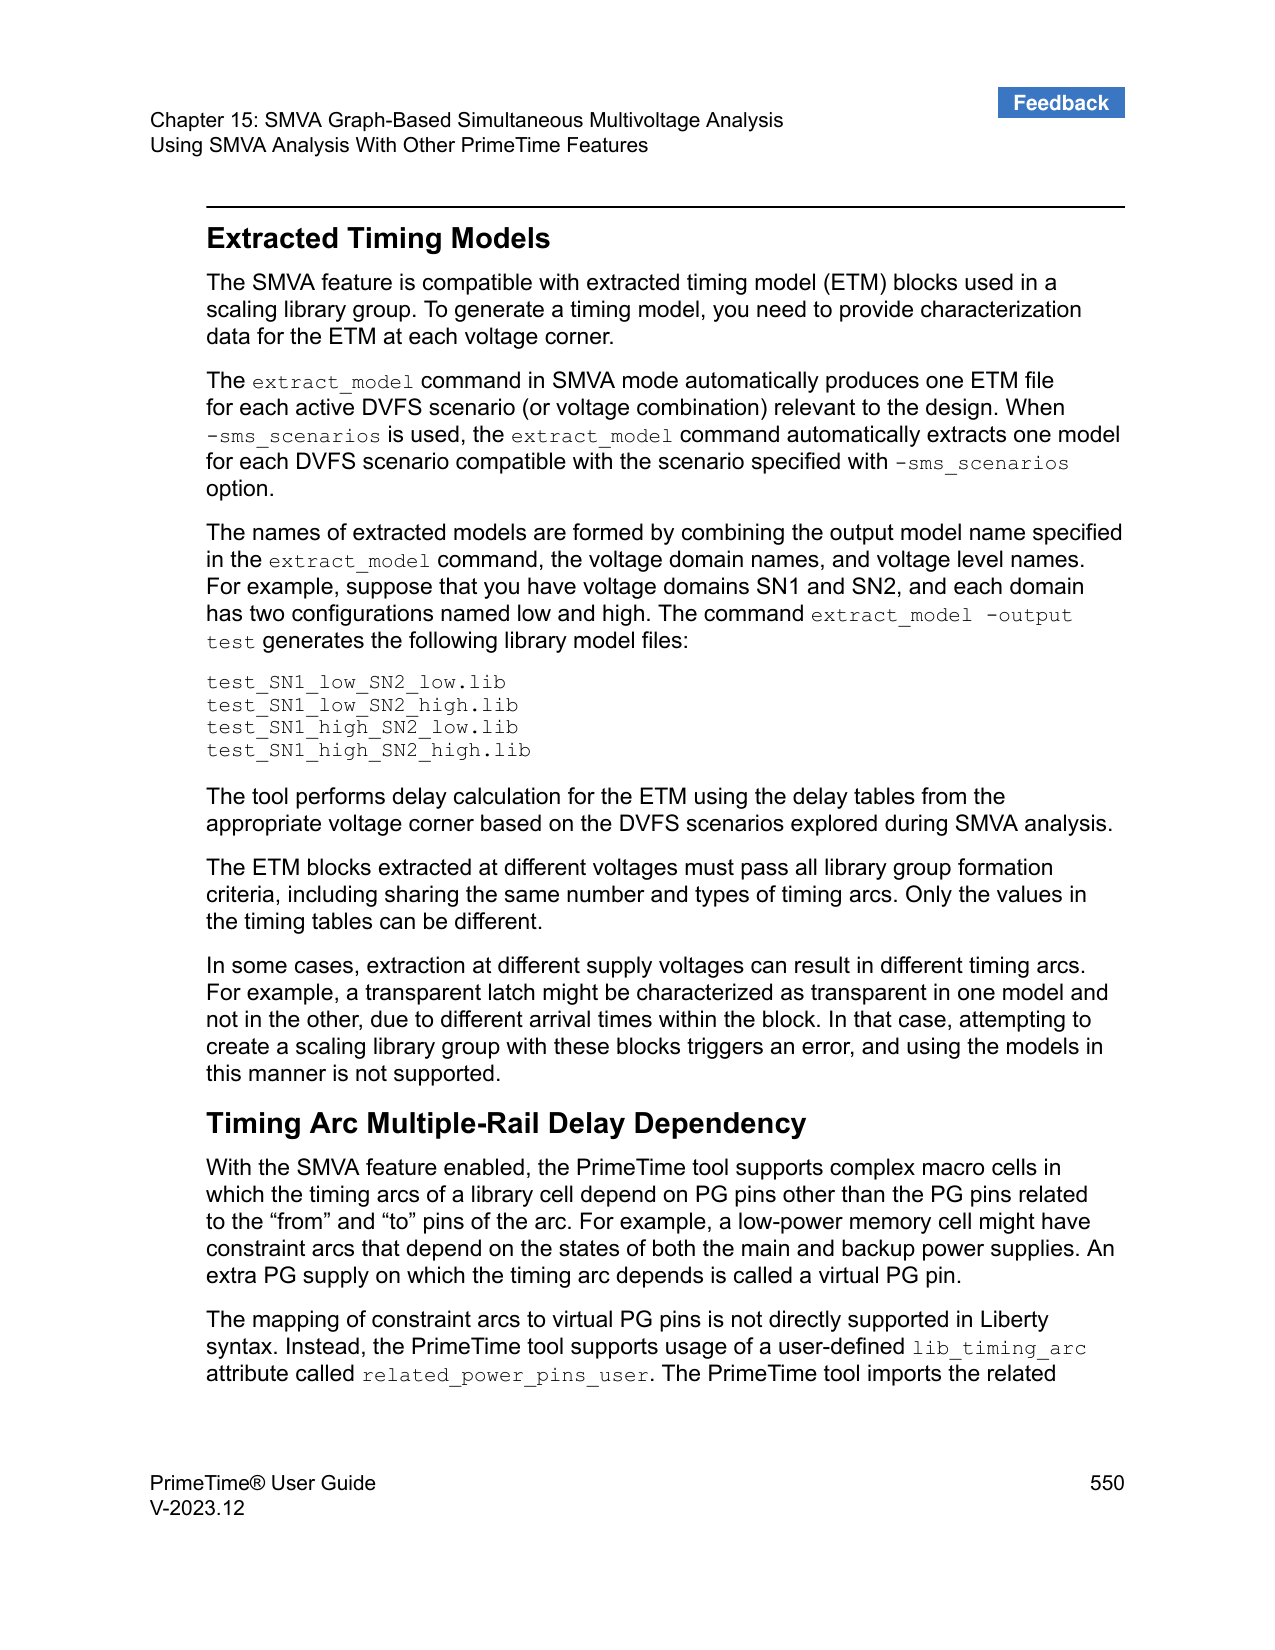 Feedback
Chapter 15: SMVA Graph-Based Simultaneous Multivoltage Analysis
Using SMVA Analysis With Other PrimeTime Features
Extracted Timing Models
The SMVA feature is compatible with extracted timing model (ETM) blocks used in a
scaling library group. To generate a timing model, you need to provide characterization
data for the ETM at each voltage corner.
The extract_model command in SMVA mode automatically produces one ETM file
for each active DVFS scenario (or voltage combination) relevant to the design. When
-sms_scenarios is used, the extract_model command automatically extracts one model
for each DVFS scenario compatible with the scenario specified with -sms_scenarios
option.
The names of extracted models are formed by combining the output model name specified
in the extract_model command, the voltage domain names, and voltage level names.
For example, suppose that you have voltage domains SN1 and SN2, and each domain
has two configurations named low and high. The command extract_model -output
test generates the following library model files:
test_SN1_low_SN2_low.lib
test_SN1_low_SN2_high.lib
test_SN1_high_SN2_low.lib
test_SN1_high_SN2_high.lib
The tool performs delay calculation for the ETM using the delay tables from the
appropriate voltage corner based on the DVFS scenarios explored during SMVA analysis.
The ETM blocks extracted at different voltages must pass all library group formation
criteria, including sharing the same number and types of timing arcs. Only the values in
the timing tables can be different.
In some cases, extraction at different supply voltages can result in different timing arcs.
For example, a transparent latch might be characterized as transparent in one model and
not in the other, due to different arrival times within the block. In that case, attempting to
create a scaling library group with these blocks triggers an error, and using the models in
this manner is not supported.
Timing Arc Multiple-Rail Delay Dependency
With the SMVA feature enabled, the PrimeTime tool supports complex macro cells in
which the timing arcs of a library cell depend on PG pins other than the PG pins related
to the “from” and “to” pins of the arc. For example, a low-power memory cell might have
constraint arcs that depend on the states of both the main and backup power supplies. An
extra PG supply on which the timing arc depends is called a virtual PG pin.
The mapping of constraint arcs to virtual PG pins is not directly supported in Liberty
syntax. Instead, the PrimeTime tool supports usage of a user-defined lib_timing_arc
attribute called related_power_pins_user. The PrimeTime tool imports the related
PrimeTime® User Guide
550
V-2023.12